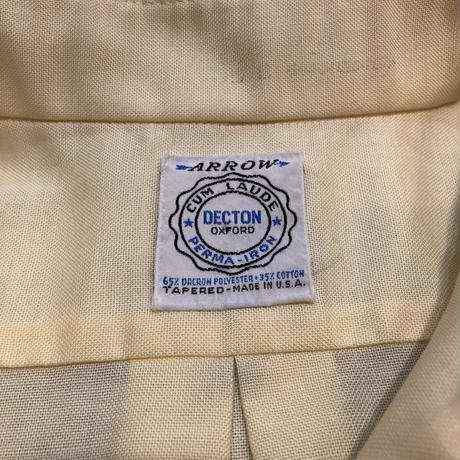 ARROW
CUM LAUDE
DECTON
OXFORD
PERMA-IRON
65% DACRON POLYESTER + 35% COTTON
TAPERED - MADE IN U.S.A.